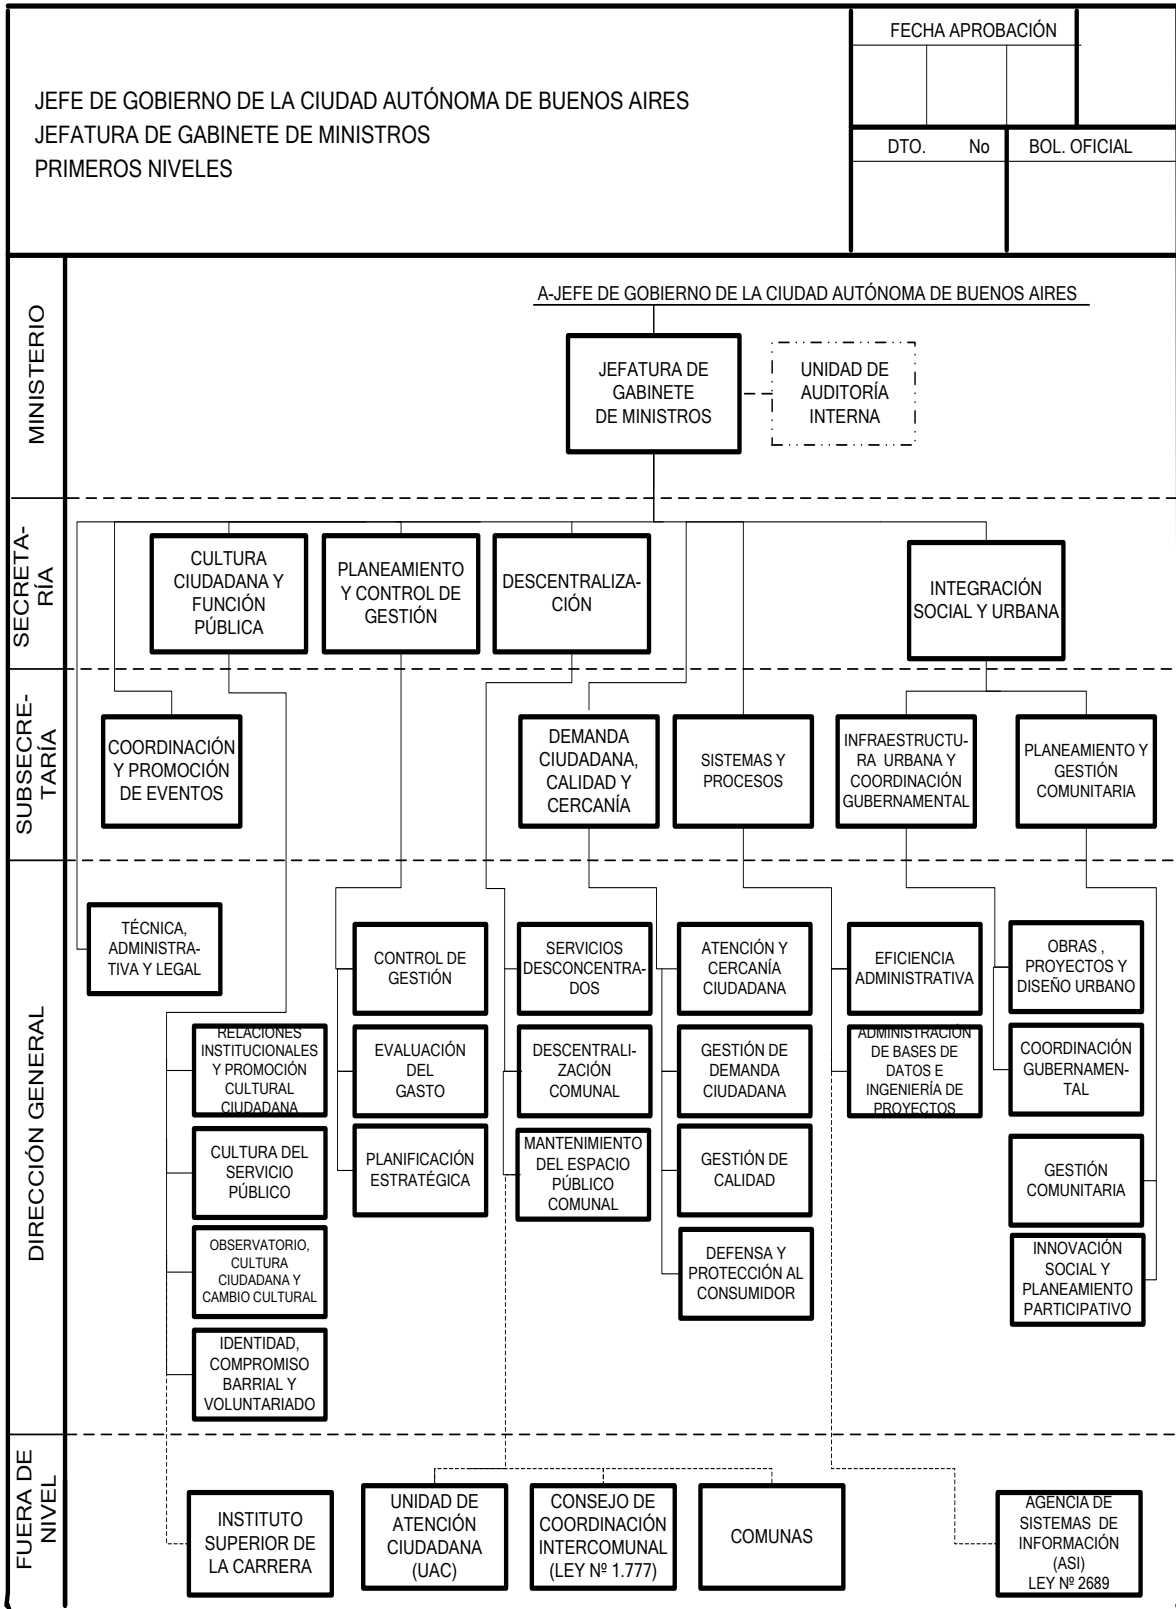 JEFE DE GOBIERNO DE LA CIUDAD AUTÓNOMA DE BUENOS AIRES
JEFATURA DE GABINETE DE MINISTROS
PRIMEROS NIVELES
FECHA APROBACIÓN
DTO. No
BOL. OFICIAL
MINISTERIO
A-JEFE DE GOBIERNO DE LA CIUDAD AUTÓNOMA DE BUENOS AIRES
JEFATURA DE
GABINETE
DE MINISTROS
UNIDAD DE
AUDITORÍA
INTERNA
SECRETA-
RÍA
CULTURA
CIUDADANA Y
FUNCIÓN
PÚBLICA
PLANEAMIENTO
Y CONTROL DE
GESTIÓN
DESCENTRALIZA-
CIÓN
INTEGRACIÓN
SOCIAL Y URBANA
SUBSECRE-
TARÍA
COORDINACIÓN
Y PROMOCIÓN
DE EVENTOS
DEMANDA
CIUDADANA,
CALIDAD Y
CERCANÍA
SISTEMAS Y
PROCESOS
INFRAESTRUCTU-
RA URBANA Y
COORDINACIÓN
GUBERNAMENTAL
PLANEAMIENTO Y
GESTIÓN
COMUNITARIA
DIRECCIÓN GENERAL
TÉCNICA,
ADMINISTRA-
TIVA Y LEGAL
RELACIONES
INSTITUCIONALES
Y PROMOCIÓN
CULTURAL
CIUDADANA
CULTURA DEL
SERVICIO
PÚBLICO
OBSERVATORIO,
CULTURA
CIUDADANA Y
CAMBIO CULTURAL
IDENTIDAD,
COMPROMISO
BARRIAL Y
VOLUNTARIADO
CONTROL DE
GESTIÓN
EVALUACIÓN
DEL
GASTO
PLANIFICACIÓN
ESTRATÉGICA
SERVICIOS
DESCONCENTRA-
DOS
DESCENTRALI-
ZACIÓN
COMUNAL
MANTENIMIENTO
DEL ESPACIO
PÚBLICO
COMUNAL
ATENCIÓN Y
CERCANÍA
CIUDADANA
GESTIÓN DE
DEMANDA
CIUDADANA
GESTIÓN DE
CALIDAD
DEFENSA Y
PROTECCIÓN AL
CONSUMIDOR
EFICIENCIA
ADMINISTRATIVA
ADMINISTRACIÓN
DE BASES DE
DATOS E
INGENIERÍA DE
PROYECTOS
OBRAS ,
PROYECTOS Y
DISEÑO URBANO
COORDINACIÓN
GUBERNAMEN-
TAL
GESTIÓN
COMUNITARIA
INNOVACIÓN
SOCIAL Y
PLANEAMIENTO
PARTICIPATIVO
FUERA DE
NIVEL
INSTITUTO
SUPERIOR DE
LA CARRERA
UNIDAD DE
ATENCIÓN
CIUDADANA
(UAC)
CONSEJO DE
COORDINACIÓN
INTERCOMUNAL
(LEY Nº 1.777)
COMUNAS
AGENCIA DE
SISTEMAS DE
INFORMACIÓN
(ASI)
LEY Nº 2689